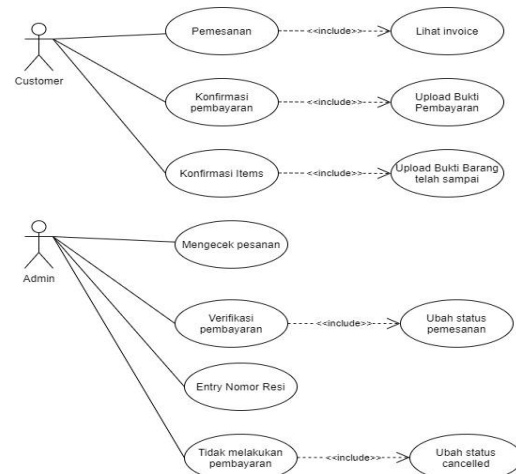 Pemesanan
<<include>>
Lihat invoice
Customer
Konfirmasi
pembayaran
<<include>>
Upload Bukti
Pembayaran
Konfirmasi Items
<<include>>
Upload Bukti Barang
telah sampai
Mengecek pesanan
Admin
Verifikasi
pembayaran
<<include>>
Ubah status
pemesanan
Entry Nomor Resi
Tidak melakukan
pembayaran
<<include>>
Ubah status
cancelled